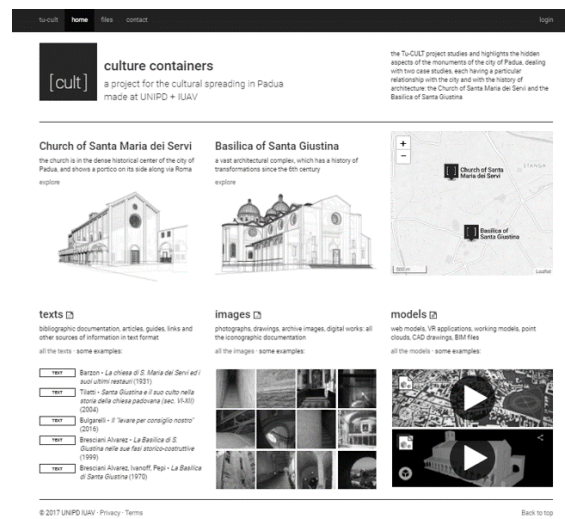 tu-cult home files contact login
[cult]
culture containers
a project for the cultural spreading in Padua
made at UNIPD + IUAV
the Tu-CULT project studies and highlights the hidden
aspects of the monuments of the city of Padua, dealing
with two case studies, each having a particular
relationship with the city and with the history of
architecture: the Church of Santa Maria dei Servi and the
Basilica of Santa Giustina
Church of Santa Maria dei Servi
the church is in the dense historical center of the city of
Padua, and shows a portico on its side along via Roma
explore
Basilica of Santa Giustina
a vast architectural complex, which has a history of
transformations since the 6th century
explore
+
−
STANGA
[ ] Church of Santa
Maria dei Servi
[ ] Basilica of
Santa Giustina
500 m
Leaflet
texts
bibliographic documentation, articles, guides, links and
other sources of information in text format
all the texts · some examples:
TEXT Barzon • La chiesa di S. Maria dei Servi ed i
suoi ultimi restauri (1931)
TEXT Tilatti • Santa Giustina e il suo culto nella
storia della chiesa padovana (sec. VI-XII)
(2004)
TEXT Bulgarelli • Il "levare per consiglio nostro"
(2016)
TEXT Bresciani Alvarez • La Basilica di S.
Giustina nelle sue fasi storico-costruttive
(1999)
TEXT Bresciani Alvarez, Ivanoff, Pepi • La Basilica
di Santa Giustina (1970)
images
photographs, drawings, archive images, digital works: all
the iconographic documentation
all the images · some examples:
models
web models, VR applications, working models, point
clouds, CAD drawings, BIM files
all the models · some examples:
© 2017 UNIPD IUAV · Privacy · Terms
Back to top